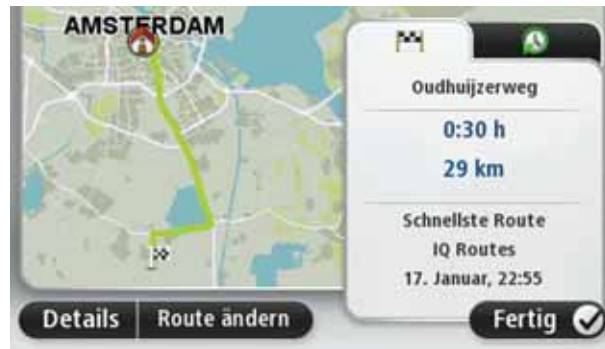 AMSTERDAM
Oudhuijzerweg
0:30 h
29 km
Schnellste Route
IQ Routes
17. Januar, 22:55
Details
Route ändern
Fertig